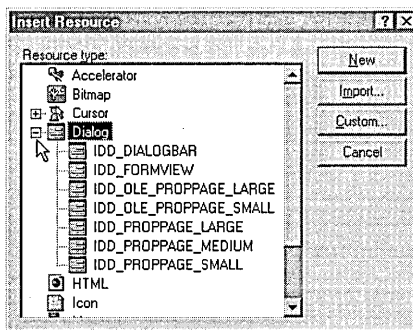 Insert Resource
Resource type:
Accelerator
Bitmap
Cursor
Dialog
IDD_DIALOGBAR
IDD_FORMVIEW
IDD_OLE_PROPPAGE_LARGE
IDD_OLE_PROPPAGE_SMALL
IDD_PROPPAGE_LARGE
IDD_PROPPAGE_MEDIUM
IDD_PROPPAGE_SMALL
HTML
Icon
New
Import...
Custom...
Cancel